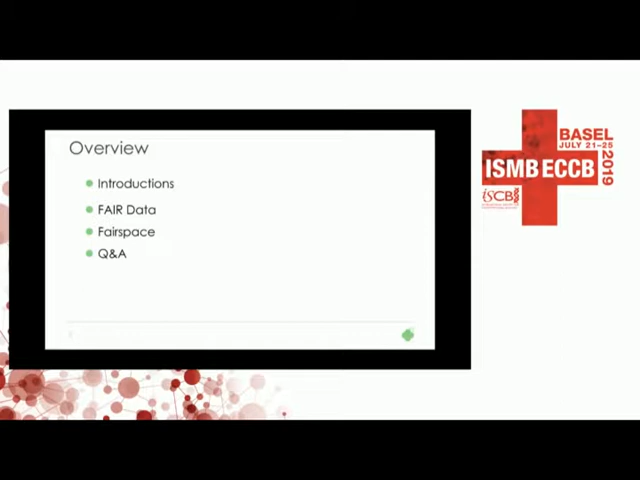 Overview
Introductions
FAIR Data
Fairspace
Q&A
BASEL
JULY 21-25
ISMB ECCB
2019
ISCB